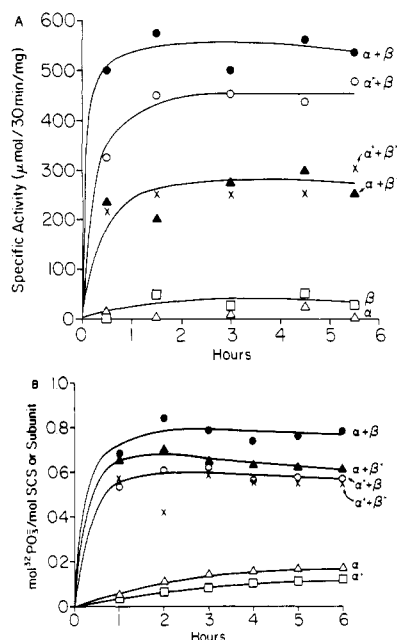 A
Specific Activity (μmol/30 min/mg)
600
500
400
300
200
100
0
0 1 2 3 4 5 6
Hours
α+β
α'+β
α'+β'
α+β'
β
α
B
mol ³²PO₃⁼/mol SCS or Subunit
1.0
0.8
0.6
0.4
0.2
0
0 1 2 3 4 5 6
Hours
α+β
α+β'
α'+β
α'+β'
α
α'